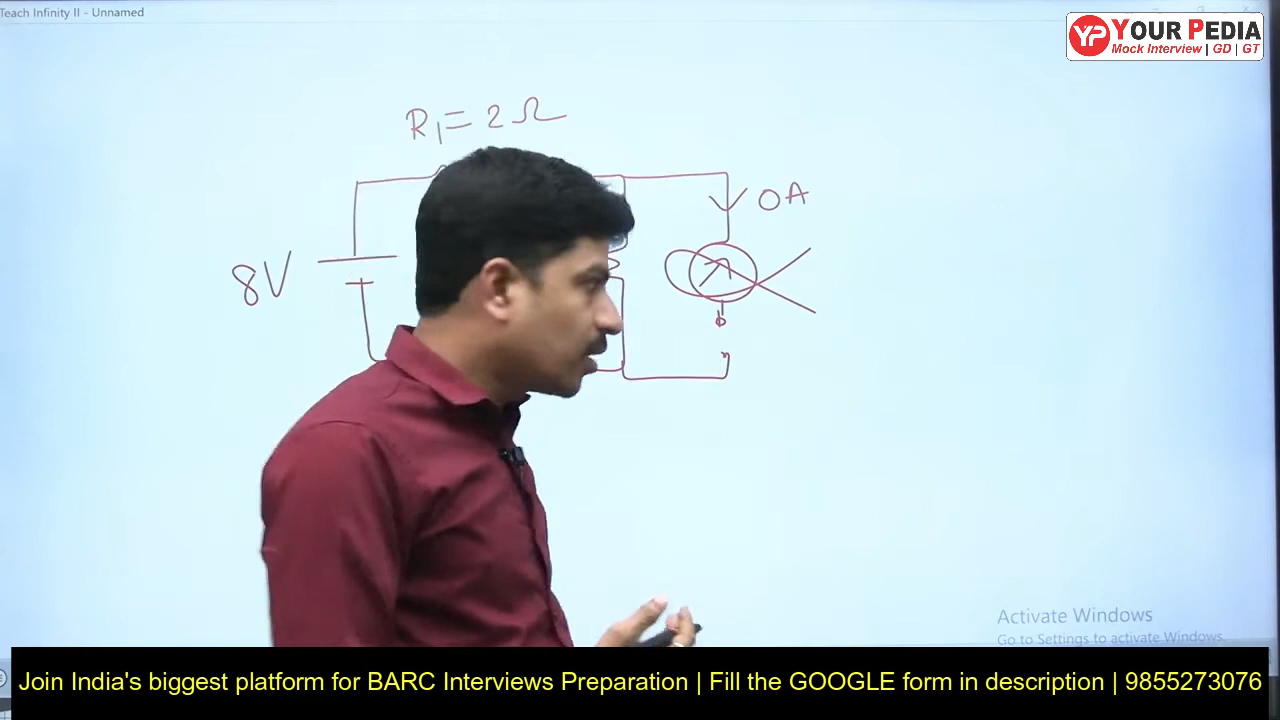 Teach Infinity II - Unnamed
YP YOUR PEDIA
Mock Interview | GD | GT
R1 = 2 Ω
0A
8V
Activate Windows
Go to Settings to activate Windows.
Join India's biggest platform for BARC Interviews Preparation | Fill the GOOGLE form in description | 9855273076